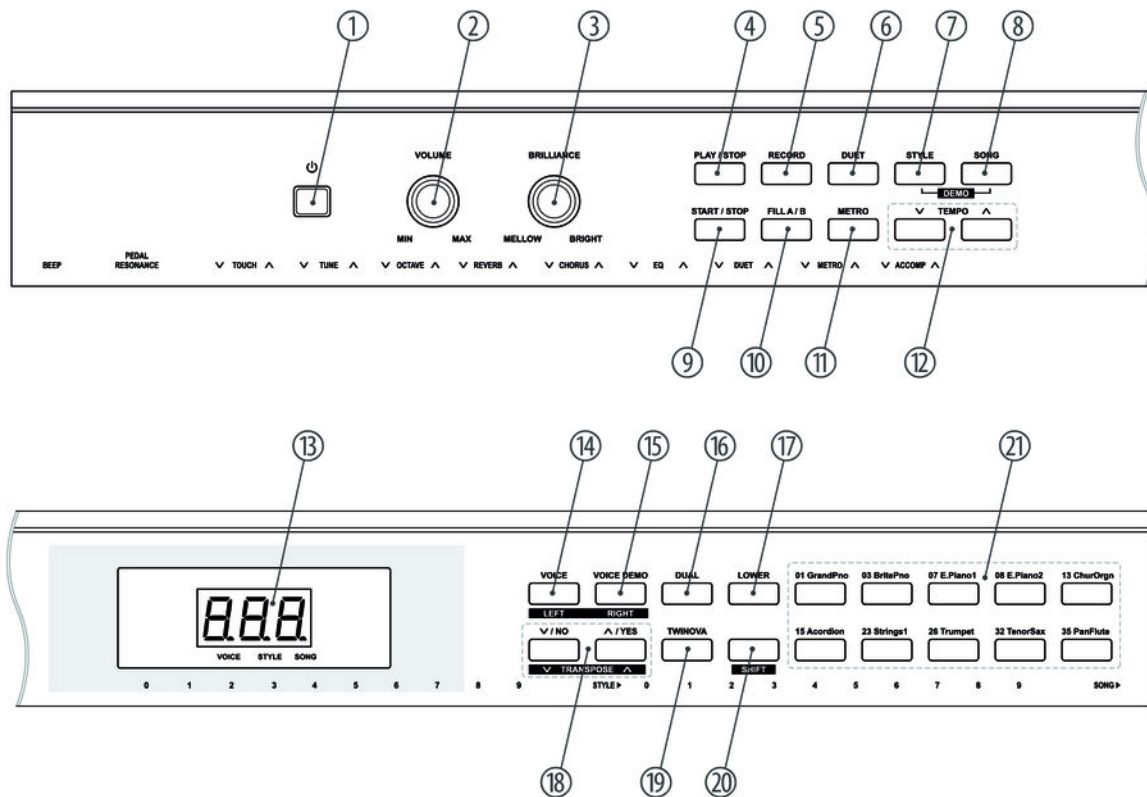 ① ② ③ ④ ⑤ ⑥ ⑦ ⑧
VOLUME BRILLIANCE PLAY / STOP RECORD DUET STYLE SONG
DEMO
START / STOP FILL A / B METRO ∨ TEMPO ∧
MIN MAX MELLOW BRIGHT
BEEP PEDAL RESONANCE ∨ TOUCH ∧ ∨ TUNE ∧ ∨ OCTAVE ∧ ∨ REVERB ∧ ∨ CHORUS ∧ ∨ EQ ∧ ∨ DUET ∧ ∨ METRO ∧ ∨ ACCOMP ∧
⑨ ⑩ ⑪ ⑫
⑬ ⑭ ⑮ ⑯ ⑰ ㉑
VOICE VOICE DEMO DUAL LOWER 01 GrandPno 03 BritePno 07 E.Piano1 08 E.Piano2 13 ChurOrgn
LEFT RIGHT
888
∨ / NO ∧ / YES TWINOVA 15 Acordion 23 Strings1 26 Trumpet 32 TenorSax 35 PanFlute
VOICE STYLE SONG
∨ TRANSPOSE ∧ SHIFT
0 1 2 3 4 5 6 7 8 9 STYLE ▶ 0 1 2 3 4 5 6 7 8 9 SONG ▶
⑱ ⑲ ⑳